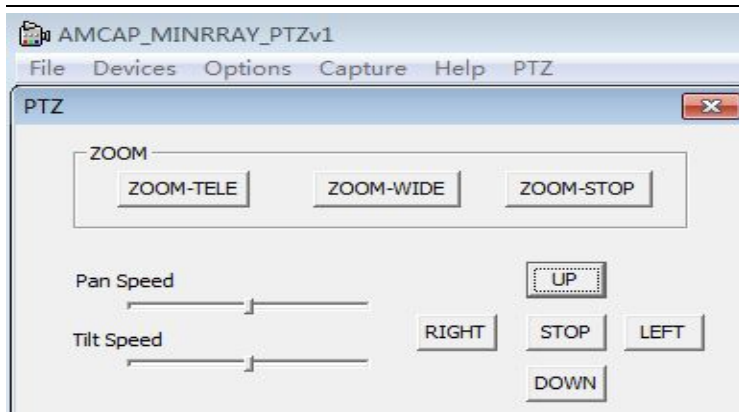 AMCAP_MINRRAY_PTZv1
File Devices Options Capture Help PTZ
PTZ
ZOOM
ZOOM-TELE ZOOM-WIDE ZOOM-STOP
Pan Speed
UP
Tilt Speed
RIGHT STOP LEFT
DOWN